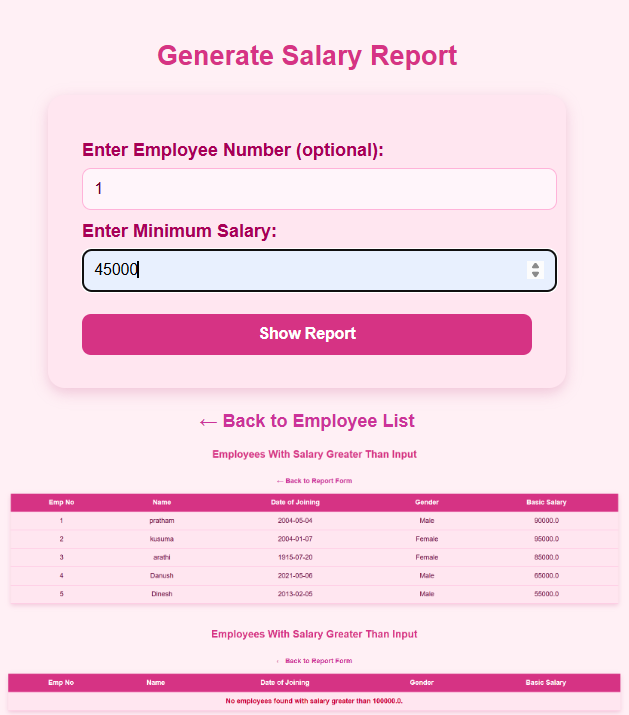 Generate Salary Report
Enter Employee Number (optional):
1
Enter Minimum Salary:
45000
Show Report
← Back to Employee List
Employees With Salary Greater Than Input
← Back to Report Form
Emp No Name Date of Joining Gender Basic Salary
1 pratham 2004-05-04 Male 90000.0
2 kusuma 2004-01-07 Female 95000.0
3 arathi 1915-07-20 Female 85000.0
4 Danush 2021-05-06 Male 65000.0
5 Dinesh 2013-02-05 Male 55000.0
Employees With Salary Greater Than Input
← Back to Report Form
Emp No Name Date of Joining Gender Basic Salary
No employees found with salary greater than 100000.0.